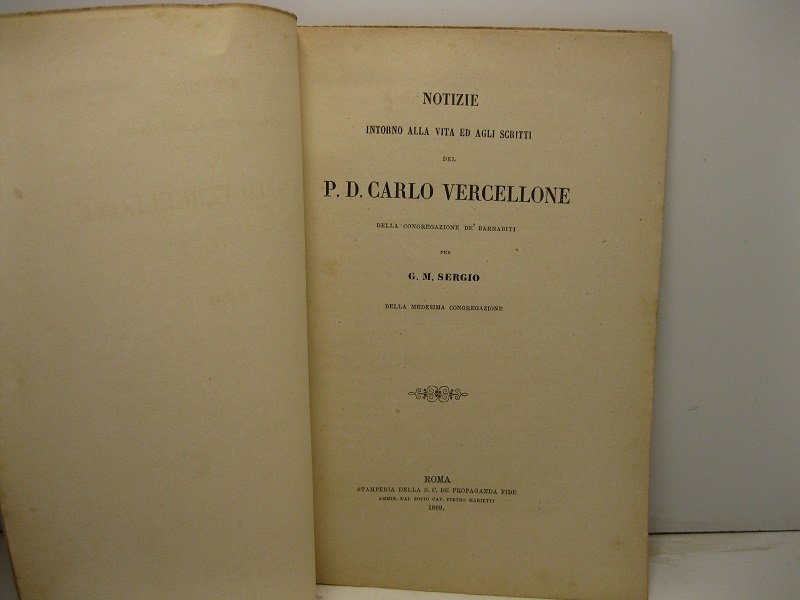 NOTIZIE
INTORNO ALLA VITA ED AGLI SCRITTI
DEL
P. D. CARLO VERCELLONE
DELLA CONGREGAZIONE DE' BARNABITI
PER
G. M. SERGIO
DELLA MEDESIMA CONGREGAZIONE
ROMA
STAMPERIA DELLA S. C. DE PROPAGANDA FIDE
AMMIN. DAL SOCIO CAV. PIETRO MARIETTI
1869.